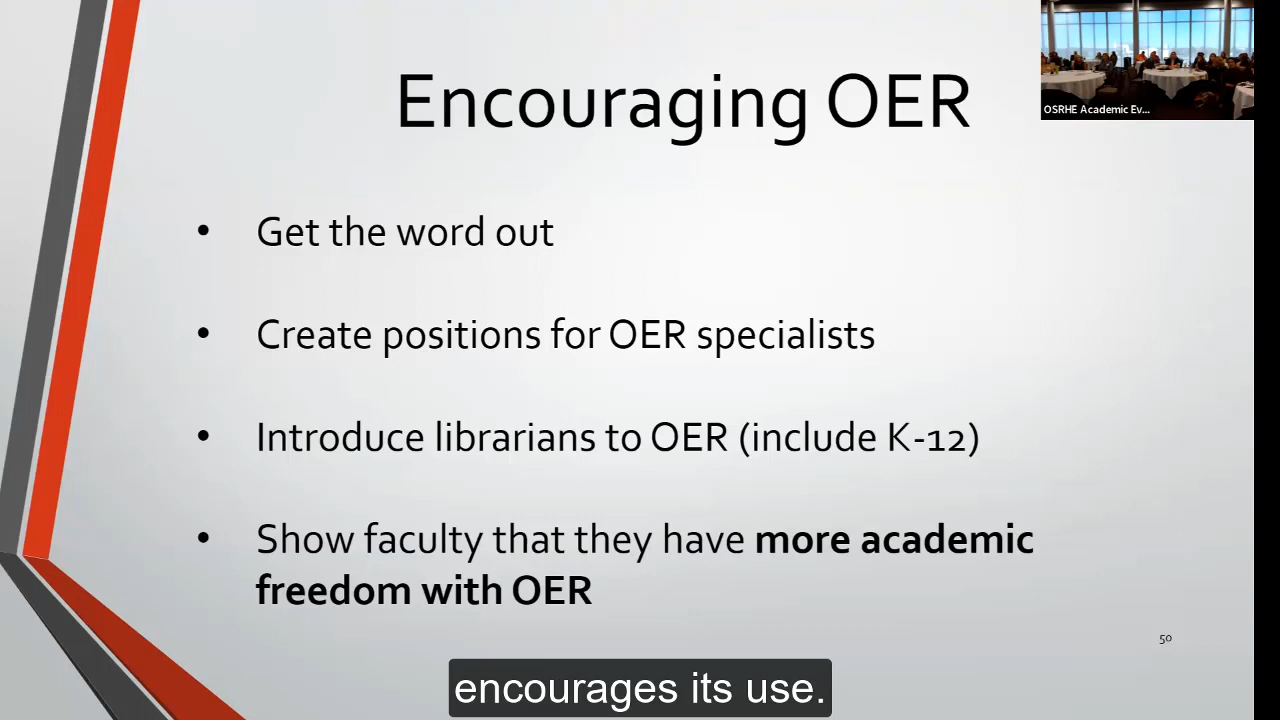 Encouraging OER
OSRHE Academic Ev...
• Get the word out
• Create positions for OER specialists
• Introduce librarians to OER (include K-12)
• Show faculty that they have more academic
freedom with OER
50
encourages its use.